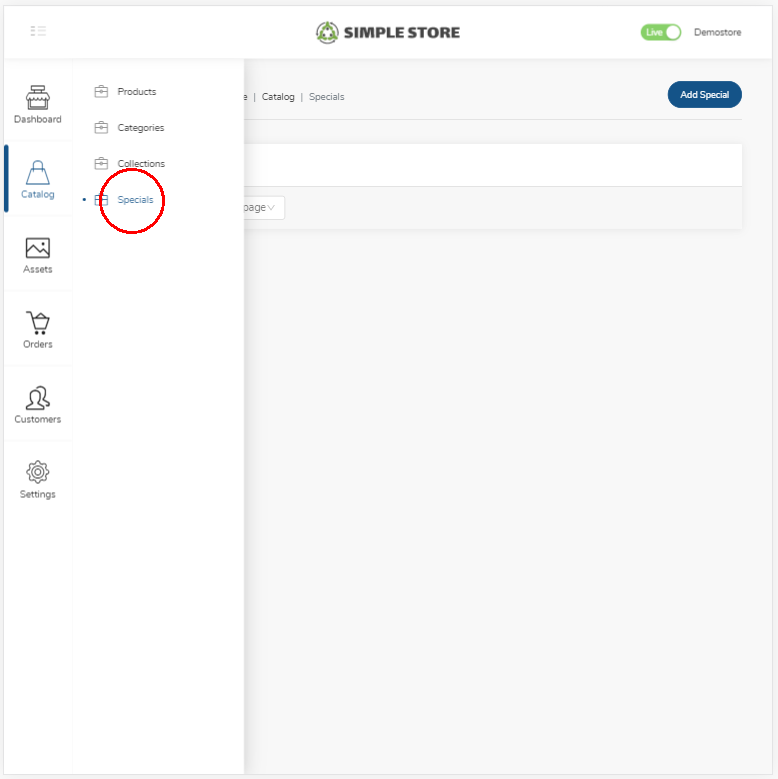 SIMPLE STORE
Live
Demostore
Dashboard
Catalog
Assets
Orders
Customers
Settings
Products
Categories
Collections
Specials
e | Catalog | Specials
Add Special
page